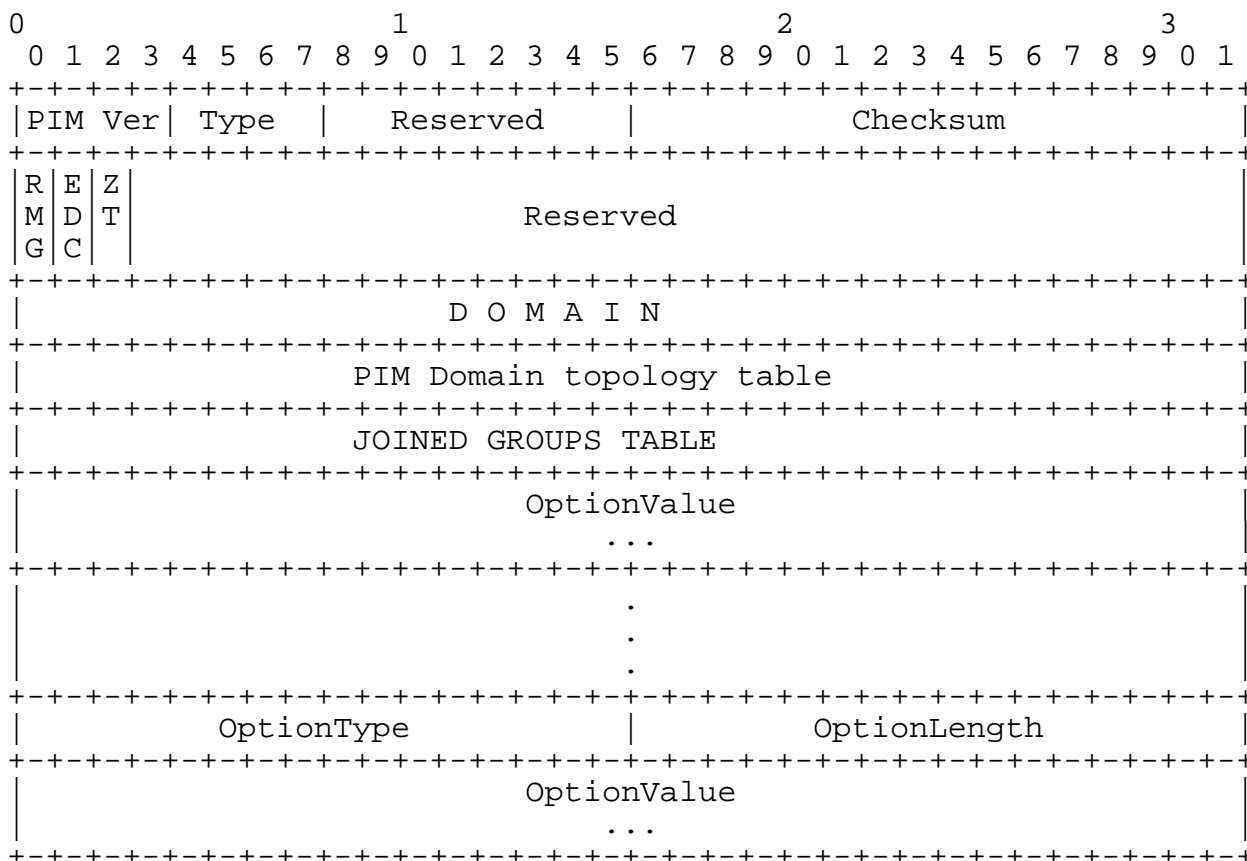 0                   1                   2                   3
 0 1 2 3 4 5 6 7 8 9 0 1 2 3 4 5 6 7 8 9 0 1 2 3 4 5 6 7 8 9 0 1
+-+-+-+-+-+-+-+-+-+-+-+-+-+-+-+-+-+-+-+-+-+-+-+-+-+-+-+-+-+-+-+-+
|PIM Ver| Type  |   Reserved    |           Checksum            |
+-+-+-+-+-+-+-+-+-+-+-+-+-+-+-+-+-+-+-+-+-+-+-+-+-+-+-+-+-+-+-+-+
|R|E|Z|                                                         |
|M|D|T|                    Reserved                             |
|G|C| |                                                         |
+-+-+-+-+-+-+-+-+-+-+-+-+-+-+-+-+-+-+-+-+-+-+-+-+-+-+-+-+-+-+-+-+
|                      D O M A I N                              |
+-+-+-+-+-+-+-+-+-+-+-+-+-+-+-+-+-+-+-+-+-+-+-+-+-+-+-+-+-+-+-+-+
|                 PIM Domain topology table                     |
+-+-+-+-+-+-+-+-+-+-+-+-+-+-+-+-+-+-+-+-+-+-+-+-+-+-+-+-+-+-+-+-+
|                 JOINED GROUPS TABLE                           |
+-+-+-+-+-+-+-+-+-+-+-+-+-+-+-+-+-+-+-+-+-+-+-+-+-+-+-+-+-+-+-+-+
|                          OptionValue                          |
|                              ...                              |
+-+-+-+-+-+-+-+-+-+-+-+-+-+-+-+-+-+-+-+-+-+-+-+-+-+-+-+-+-+-+-+-+
|                               .                               |
|                               .                               |
|                               .                               |
+-+-+-+-+-+-+-+-+-+-+-+-+-+-+-+-+-+-+-+-+-+-+-+-+-+-+-+-+-+-+-+-+
|          OptionType           |         OptionLength          |
+-+-+-+-+-+-+-+-+-+-+-+-+-+-+-+-+-+-+-+-+-+-+-+-+-+-+-+-+-+-+-+-+
|                          OptionValue                          |
|                              ...                              |
+-+-+-+-+-+-+-+-+-+-+-+-+-+-+-+-+-+-+-+-+-+-+-+-+-+-+-+-+-+-+-+-+